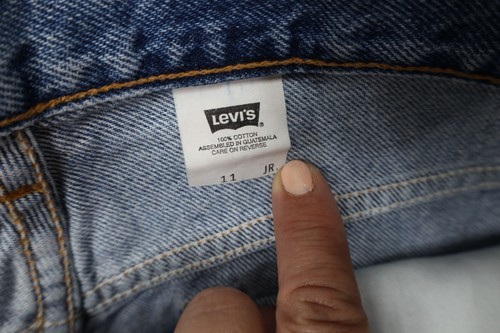 LEVI'S®
100% COTTON
ASSEMBLED IN GUATEMALA
CARE ON REVERSE
11 JR.